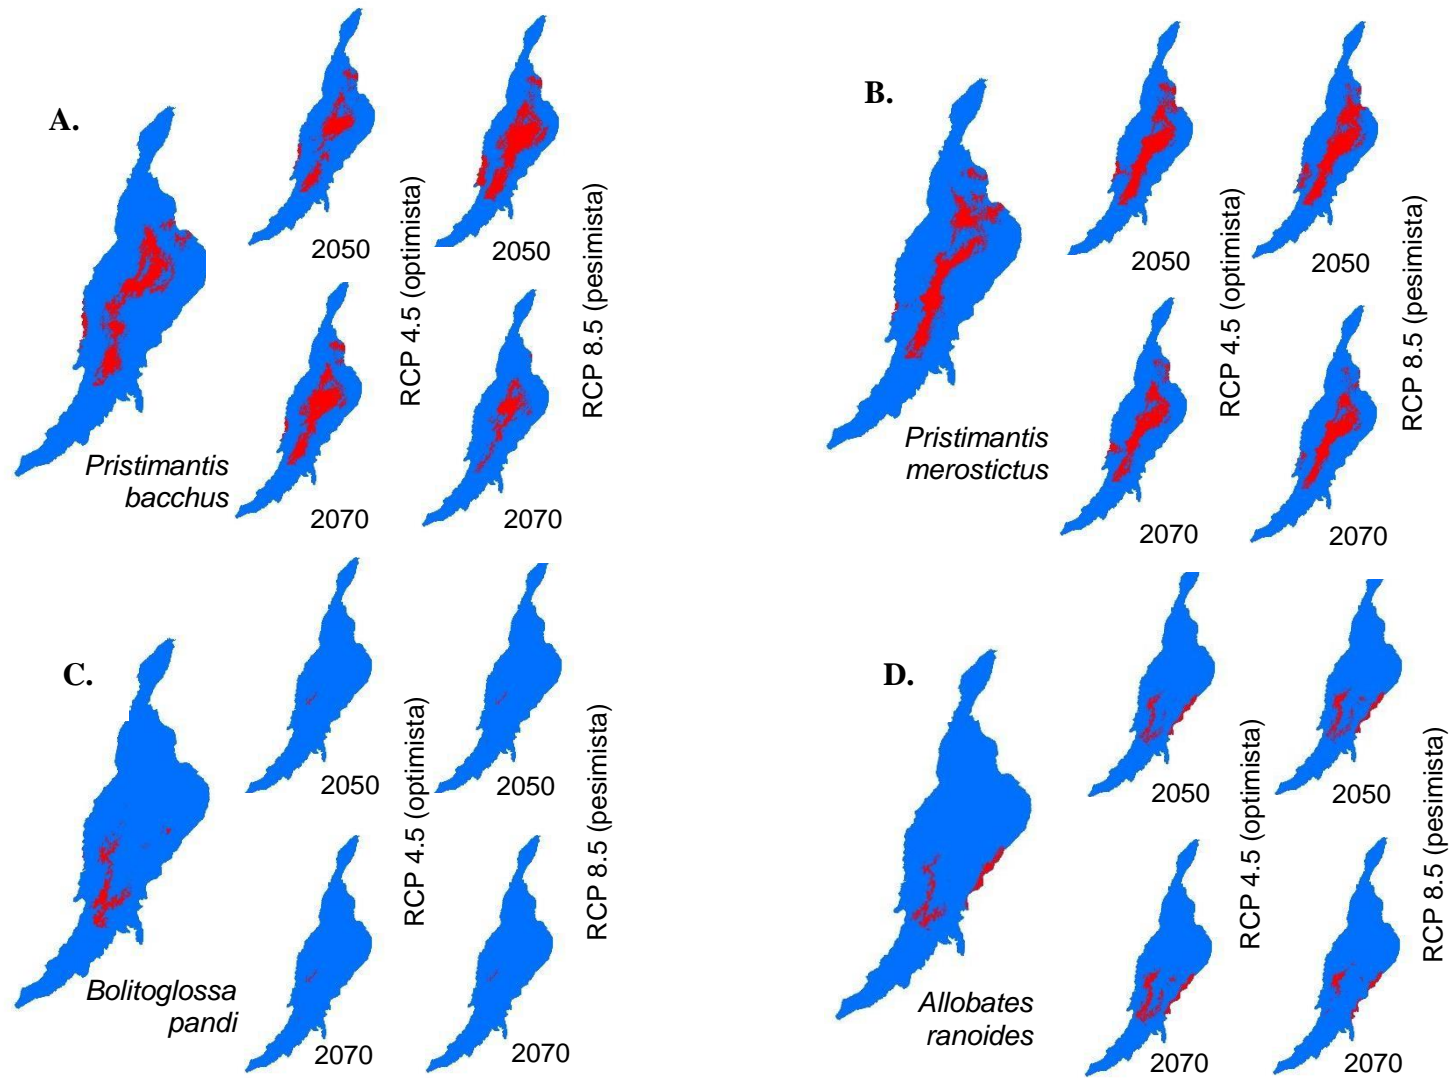 A.
2050
2050
RCP 4.5 (optimista)
RCP 8.5 (pesimista)
Pristimantis
bacchus
2070
2070
B.
2050
2050
RCP 4.5 (optimista)
RCP 8.5 (pesimista)
Pristimantis
merostictus
2070
2070
C.
2050
2050
RCP 4.5 (optimista)
RCP 8.5 (pesimista)
Bolitoglossa
pandi
2070
2070
D.
2050
2050
RCP 4.5 (optimista)
RCP 8.5 (pesimista)
Allobates
ranoides
2070
2070